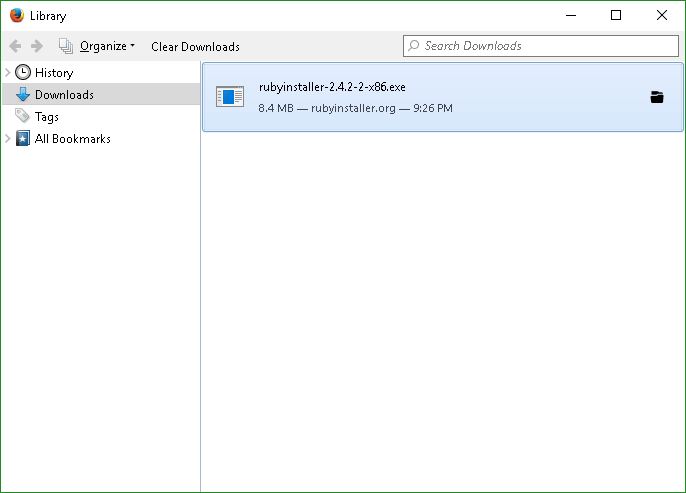 Library
Organize Clear Downloads Search Downloads
History
Downloads
Tags
All Bookmarks
rubyinstaller-2.4.2-2-x86.exe
8.4 MB — rubyinstaller.org — 9:26 PM